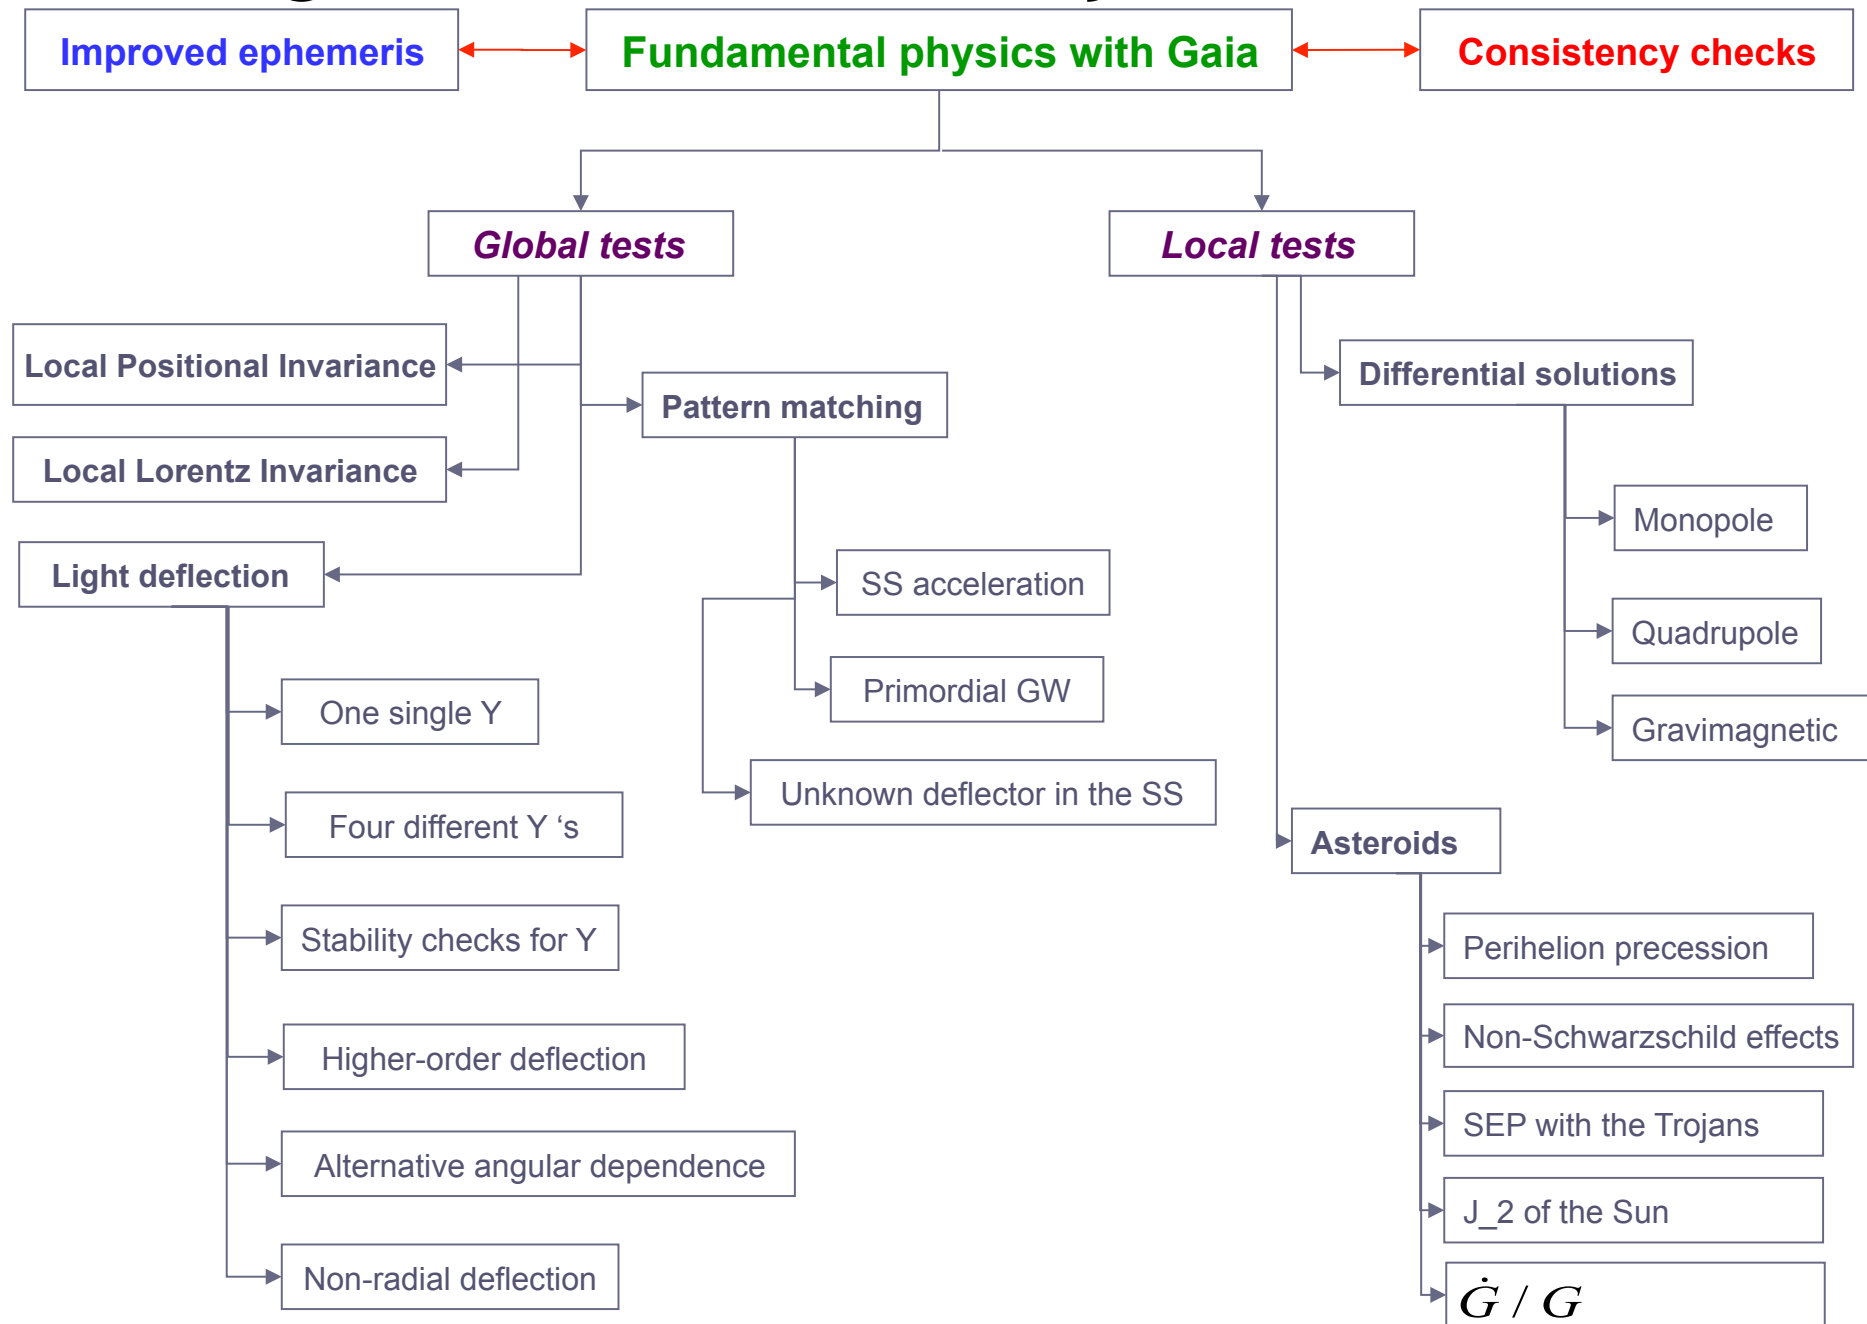 Improved ephemeris
Fundamental physics with Gaia
Consistency checks
Global tests
Local tests
Local Positional Invariance
Local Lorentz Invariance
Light deflection
One single Y
Four different Y ‘s
Stability checks for Y
Higher-order deflection
Alternative angular dependence
Non-radial deflection
Pattern matching
SS acceleration
Primordial GW
Unknown deflector in the SS
Differential solutions
Monopole
Quadrupole
Gravimagnetic
Asteroids
Perihelion precession
Non-Schwarzschild effects
SEP with the Trojans
J_2 of the Sun
Ġ / G